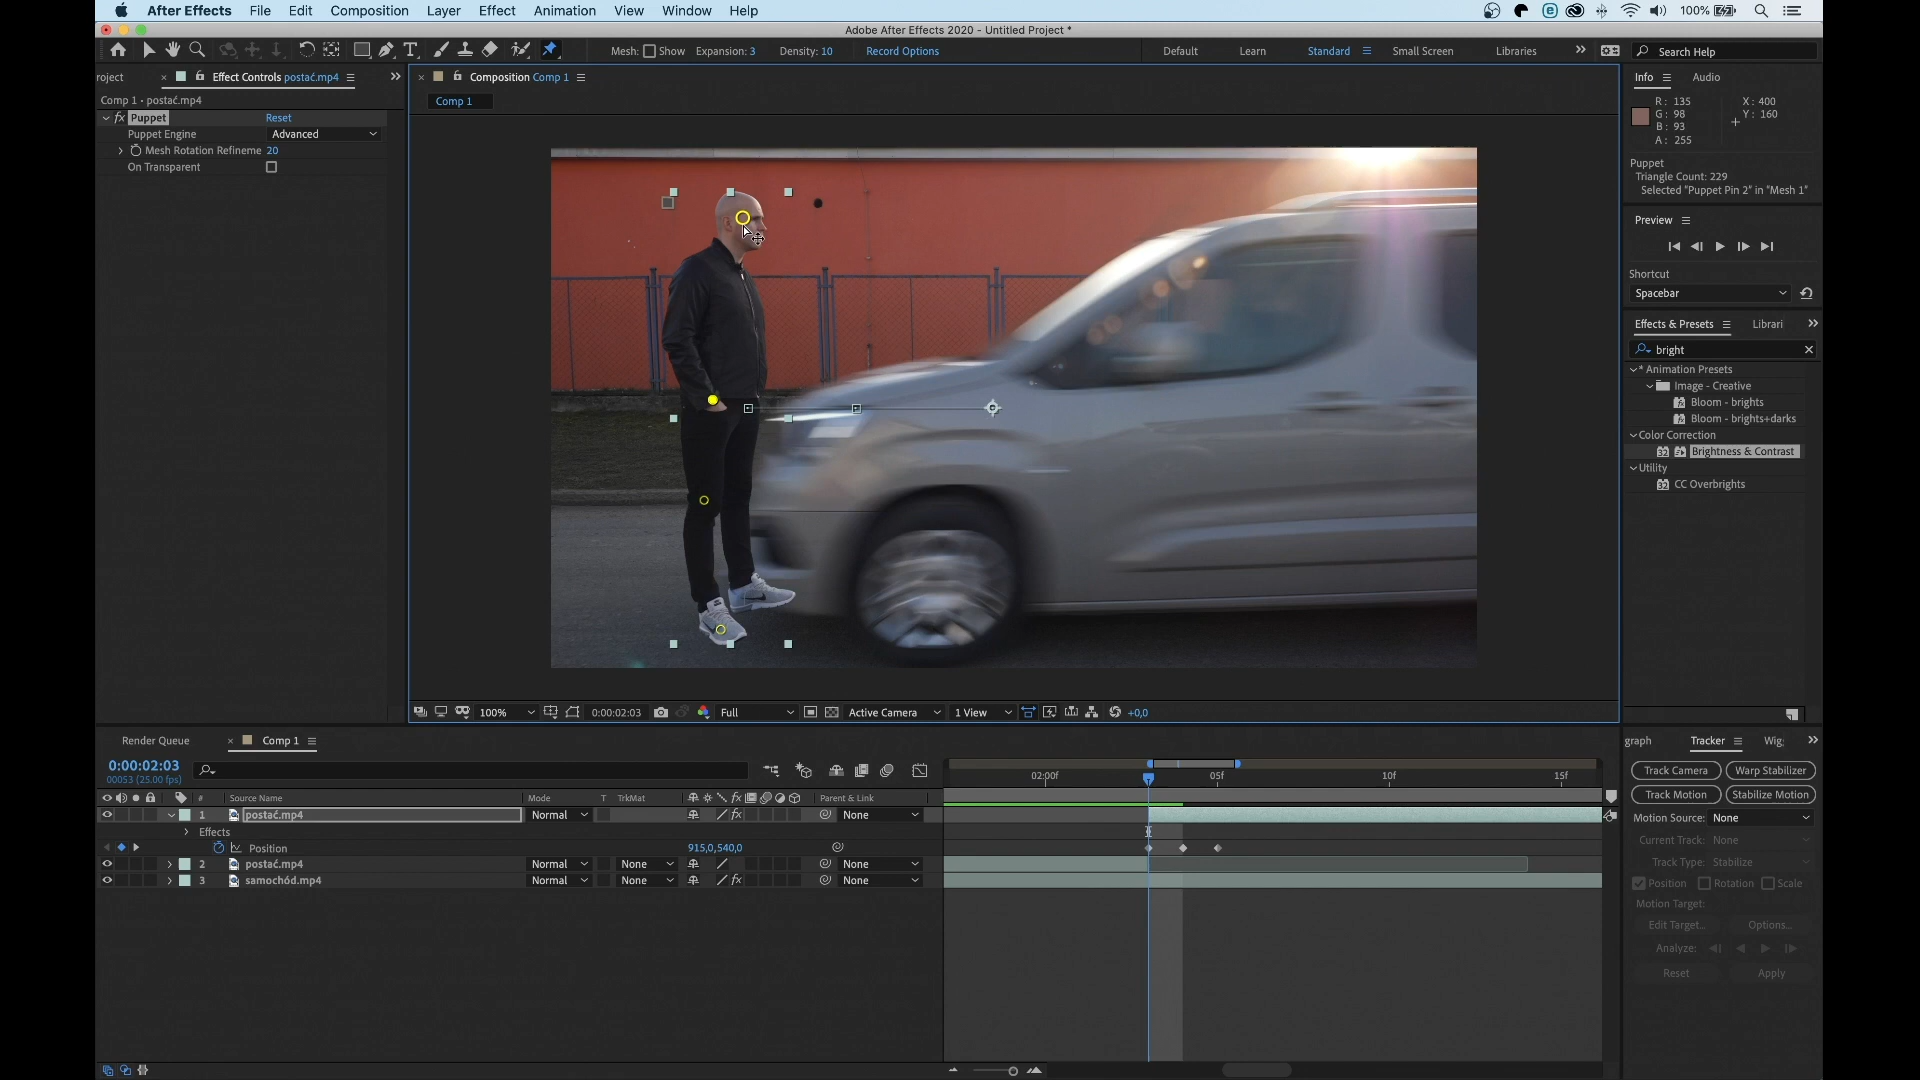 After Effects File Edit Composition Layer Effect Animation View Window Help 100%
Adobe After Effects 2020 - Untitled Project *
Mesh: Show Expansion: 3 Density: 10 Record Options Default Learn Standard Small Screen Libraries Search Help
roject Effect Controls postać.mp4
Comp 1 • postać.mp4
fx Puppet Reset
Puppet Engine Advanced
Mesh Rotation Refineme 20
On Transparent
Composition Comp 1
Comp 1
100% 0:00:02:03 Full Active Camera 1 View +0,0
Info Audio
R: 135 X: 400
G: 98 Y: 160
B: 93
A: 255
Puppet
Triangle Count: 229
Selected "Puppet Pin 2" in "Mesh 1"
Preview
Shortcut
Spacebar
Effects & Presets Librari
bright
* Animation Presets
Image - Creative
Bloom - brights
Bloom - brights+darks
Color Correction
32 Brightness & Contrast
Utility
32 CC Overbrights
Render Queue Comp 1
0:00:02:03
00053 (25.00 fps)
# Source Name Mode T TrkMat fx Parent & Link
1 postać.mp4 Normal fx None
Effects
Position 915,0,540,0
2 postać.mp4 Normal None None
3 samochód.mp4 Normal None fx None
02:00f 05f 10f 15f
graph Tracker Wig
Track Camera Warp Stabilizer
Track Motion Stabilize Motion
Motion Source: None
Current Track: None
Track Type: Stabilize
Position Rotation Scale
Motion Target:
Edit Target... Options...
Analyze:
Reset Apply